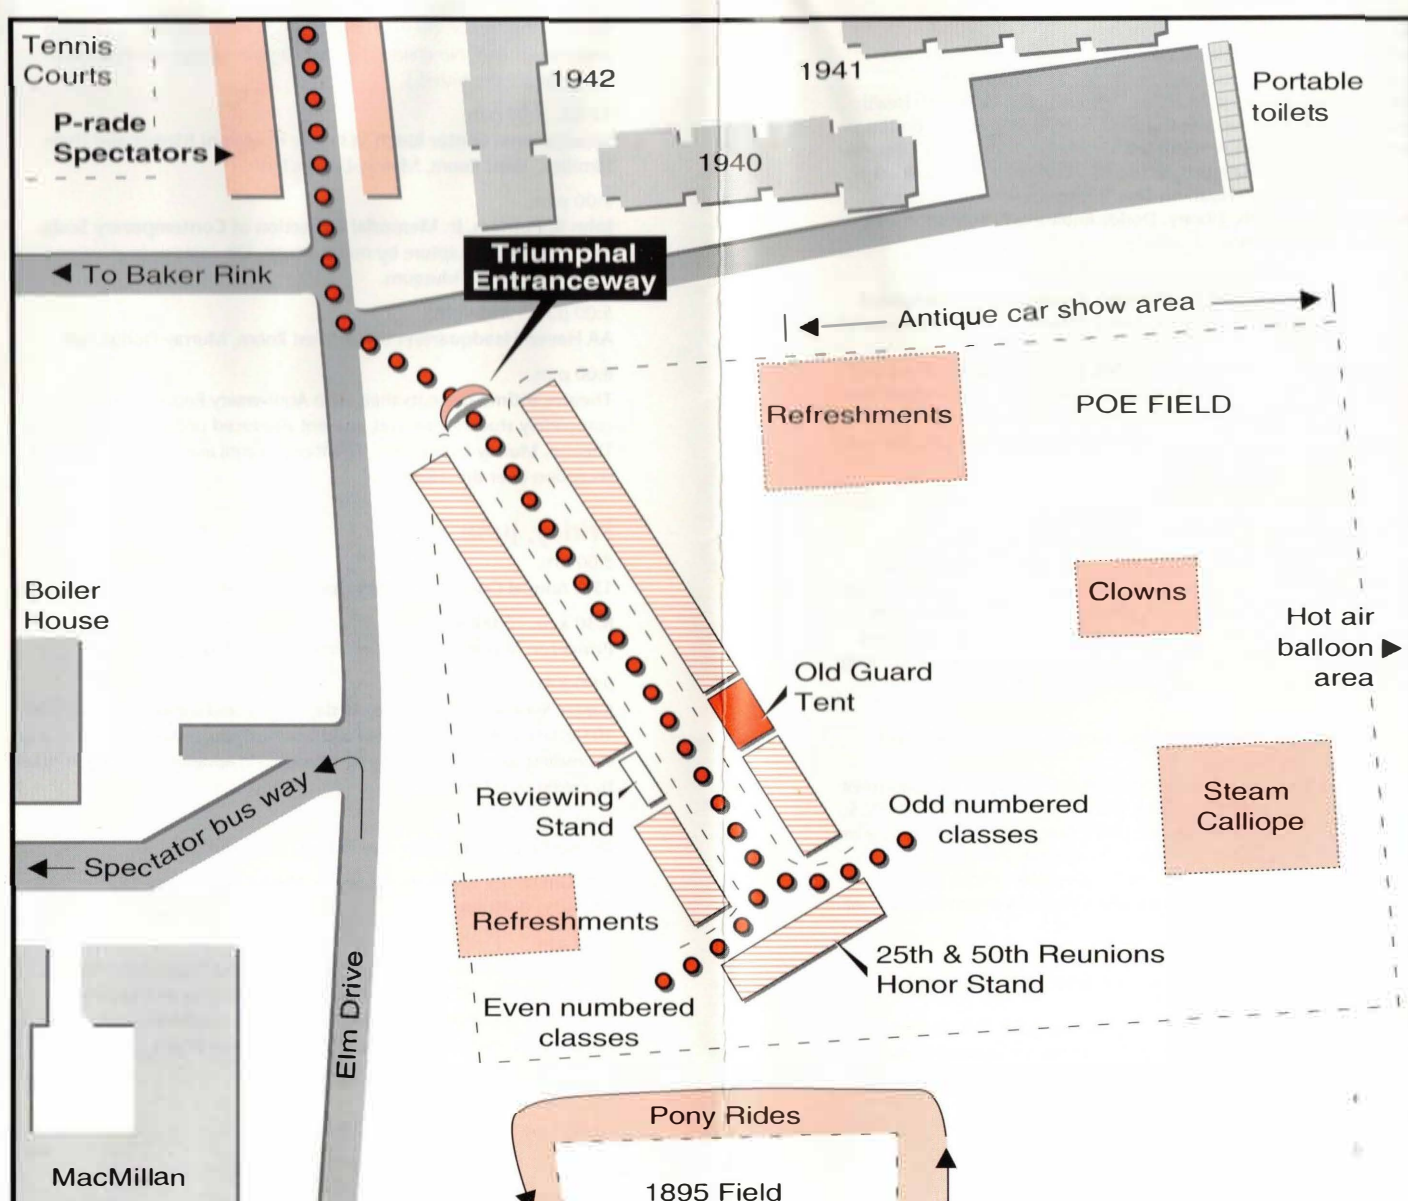 Tennis
Courts
P-rade
Spectators
1942
1941
1940
Portable
toilets
To Baker Rink
Triumphal
Entranceway
Antique car show area
Refreshments
POE FIELD
Clowns
Boiler
House
Hot air
balloon
area
Old Guard
Tent
Steam
Calliope
Reviewing
Stand
Odd numbered
classes
Spectator bus way
Refreshments
25th & 50th Reunions
Honor Stand
Even numbered
classes
Elm Drive
Pony Rides
MacMillan
1895 Field